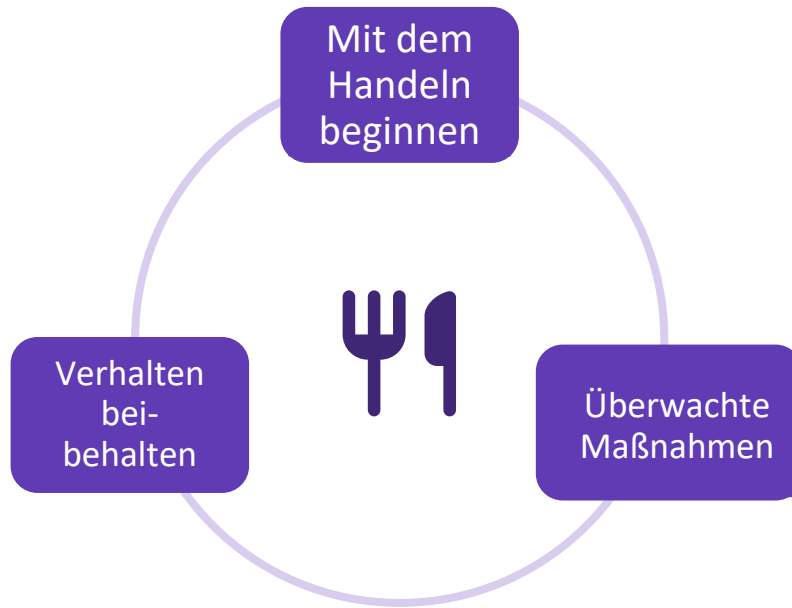 Mit dem
Handeln
beginnen
Verhalten
bei-
behalten
Überwachte
Maßnahmen